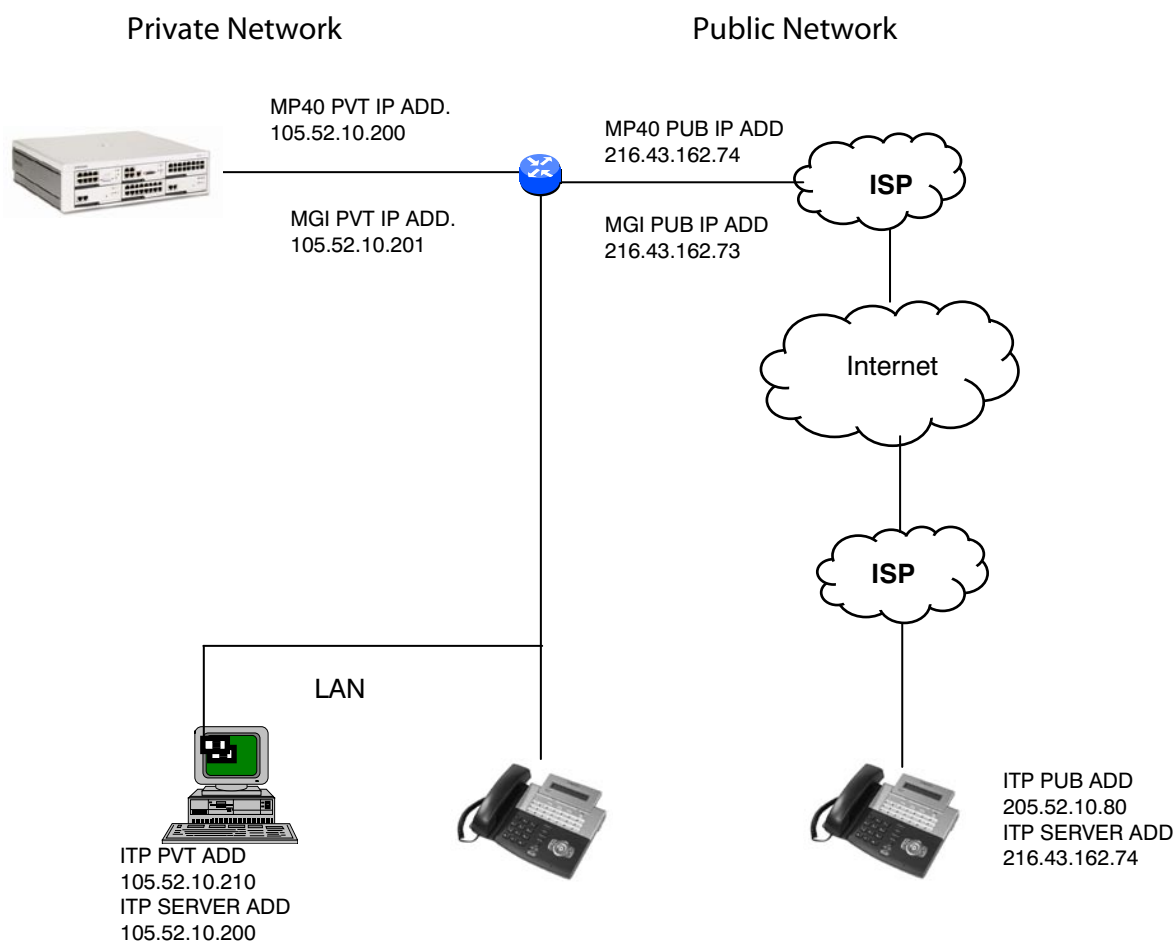 Private Network
Public Network
MP40 PVT IP ADD.
105.52.10.200
MP40 PUB IP ADD
216.43.162.74
ISP
MGI PVT IP ADD.
105.52.10.201
MGI PUB IP ADD
216.43.162.73
Internet
ISP
LAN
ITP PVT ADD
105.52.10.210
ITP SERVER ADD
105.52.10.200
ITP PUB ADD
205.52.10.80
ITP SERVER ADD
216.43.162.74